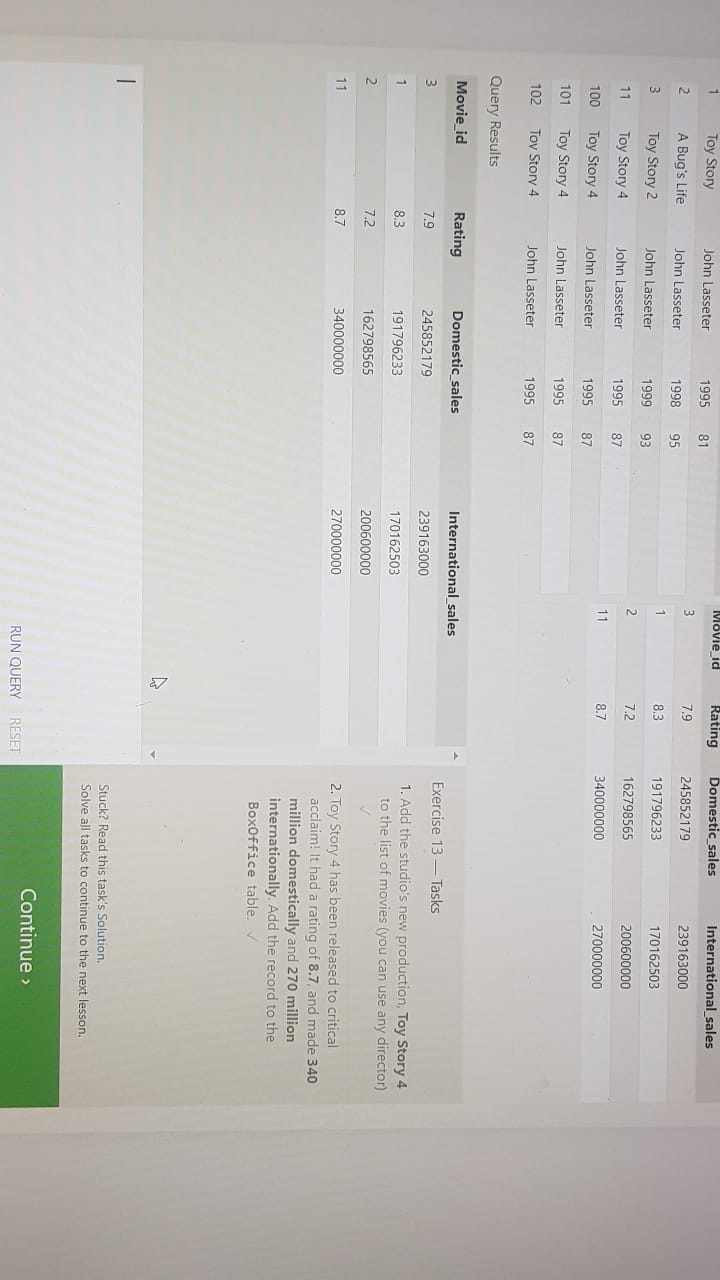 1 Toy Story John Lasseter 1995 81
2 A Bug's Life John Lasseter 1998 95
3 Toy Story 2 John Lasseter 1999 93
11 Toy Story 4 John Lasseter 1995 87
100 Toy Story 4 John Lasseter 1995 87
101 Toy Story 4 John Lasseter 1995 87
102 Toy Story 4 John Lasseter 1995 87
Movie_id Rating Domestic_sales International_sales
3 7.9 245852179 239163000
1 8.3 191796233 170162503
2 7.2 162798565 200600000
11 8.7 340000000 270000000
Query Results
Movie_id Rating Domestic_sales International_sales
3 7.9 245852179 239163000
1 8.3 191796233 170162503
2 7.2 162798565 200600000
11 8.7 340000000 270000000
RUN QUERY RESET
Exercise 13 — Tasks
1. Add the studio's new production, Toy Story 4
to the list of movies (you can use any director)
✓
2. Toy Story 4 has been released to critical
acclaim! It had a rating of 8.7, and made 340
million domestically and 270 million
internationally. Add the record to the
BoxOffice table. ✓
Stuck? Read this task's Solution.
Solve all tasks to continue to the next lesson.
Continue ›